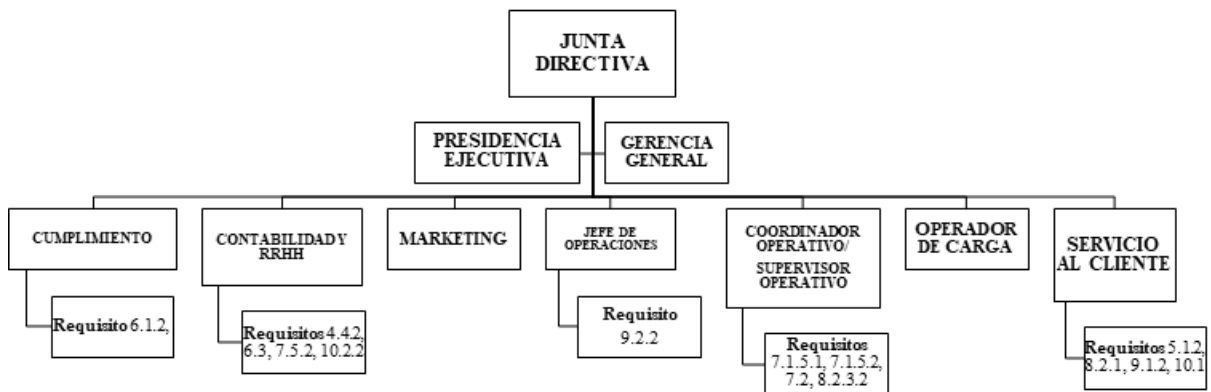 JUNTA
DIRECTIVA
PRESIDENCIA
EJECUTIVA
GERENCIA
GENERAL
CUMPLIMIENTO
CONTABILIDAD Y
RRHH
MARKETING
JEFE DE
OPERACIONES
COORDINADOR
OPERATIVO/
SUPERVISOR
OPERATIVO
OPERADOR
DE CARGA
SERVICIO
AL CLIENTE
Requisito 6.1.2,
Requisitos 4.4.2,
6.3, 7.5.2, 10.2.2
Requisito
9.2.2
Requisitos
7.1.5.1, 7.1.5.2,
7.2, 8.2.3.2
Requisitos 5.1.2,
8.2.1, 9.1.2, 10.1